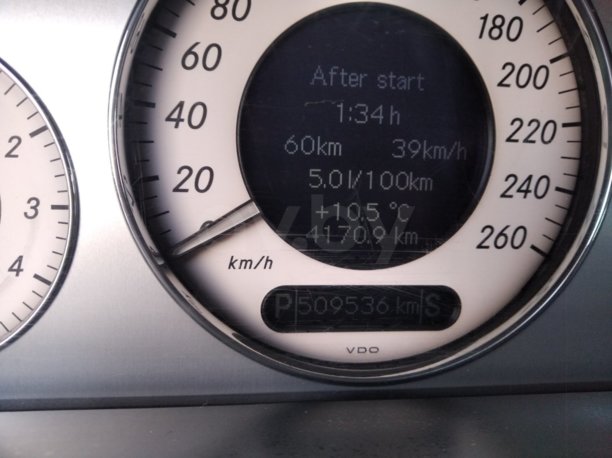 80
60
40
20
km/h
180
200
220
240
260
2
3
4
After start
1:34h
60km 39km/h
5.0l/100km
+10.5 °C
4170.9 km
P 509536 km S
VDO